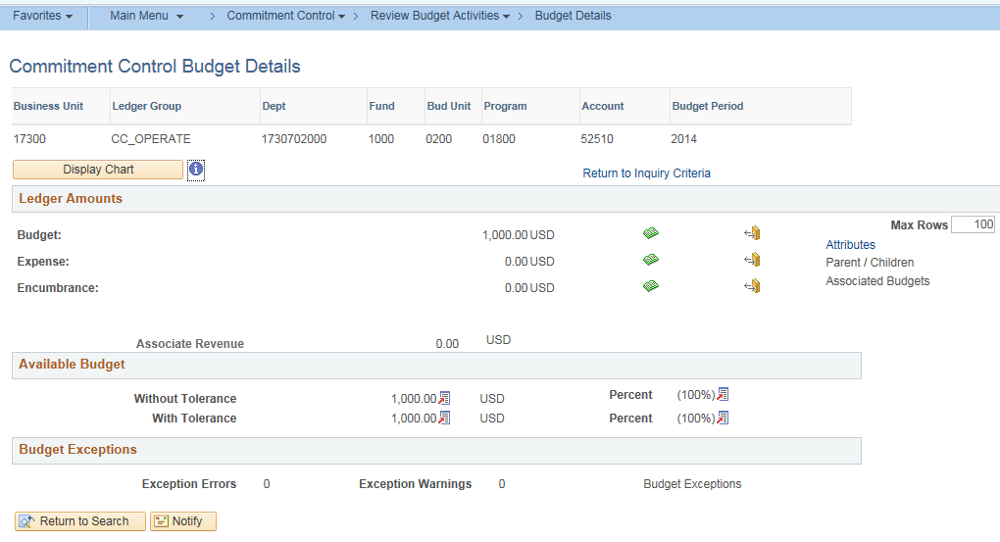 Favorites Main Menu > Commitment Control > Review Budget Activities > Budget Details
Commitment Control Budget Details
Business Unit Ledger Group Dept Fund Bud Unit Program Account Budget Period
17300 CC_OPERATE 1730702000 1000 0200 01800 52510 2014
Display Chart i Return to Inquiry Criteria
Ledger Amounts
Max Rows 100
Budget: 1,000.00 USD
Attributes
Expense: 0.00 USD Parent / Children
Encumbrance: 0.00 USD Associated Budgets
Associate Revenue 0.00 USD
Available Budget
Without Tolerance 1,000.00 USD Percent (100%)
With Tolerance 1,000.00 USD Percent (100%)
Budget Exceptions
Exception Errors 0 Exception Warnings 0 Budget Exceptions
Return to Search Notify